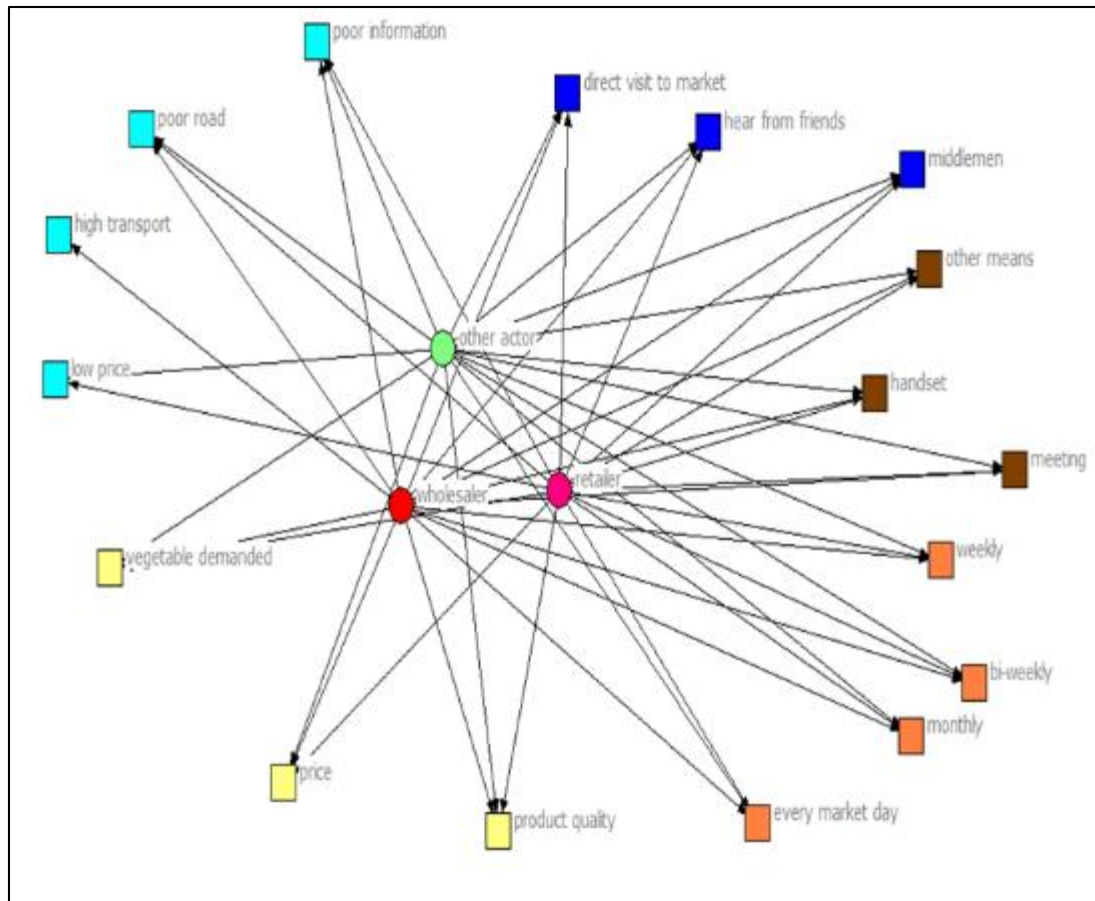 poor information
direct visit to market
poor road
hear from friends
middlemen
high transport
other means
other actor
low price
handset
meeting
retailer
wholesaler
weekly
vegetable demanded
bi-weekly
monthly
price
product quality
every market day